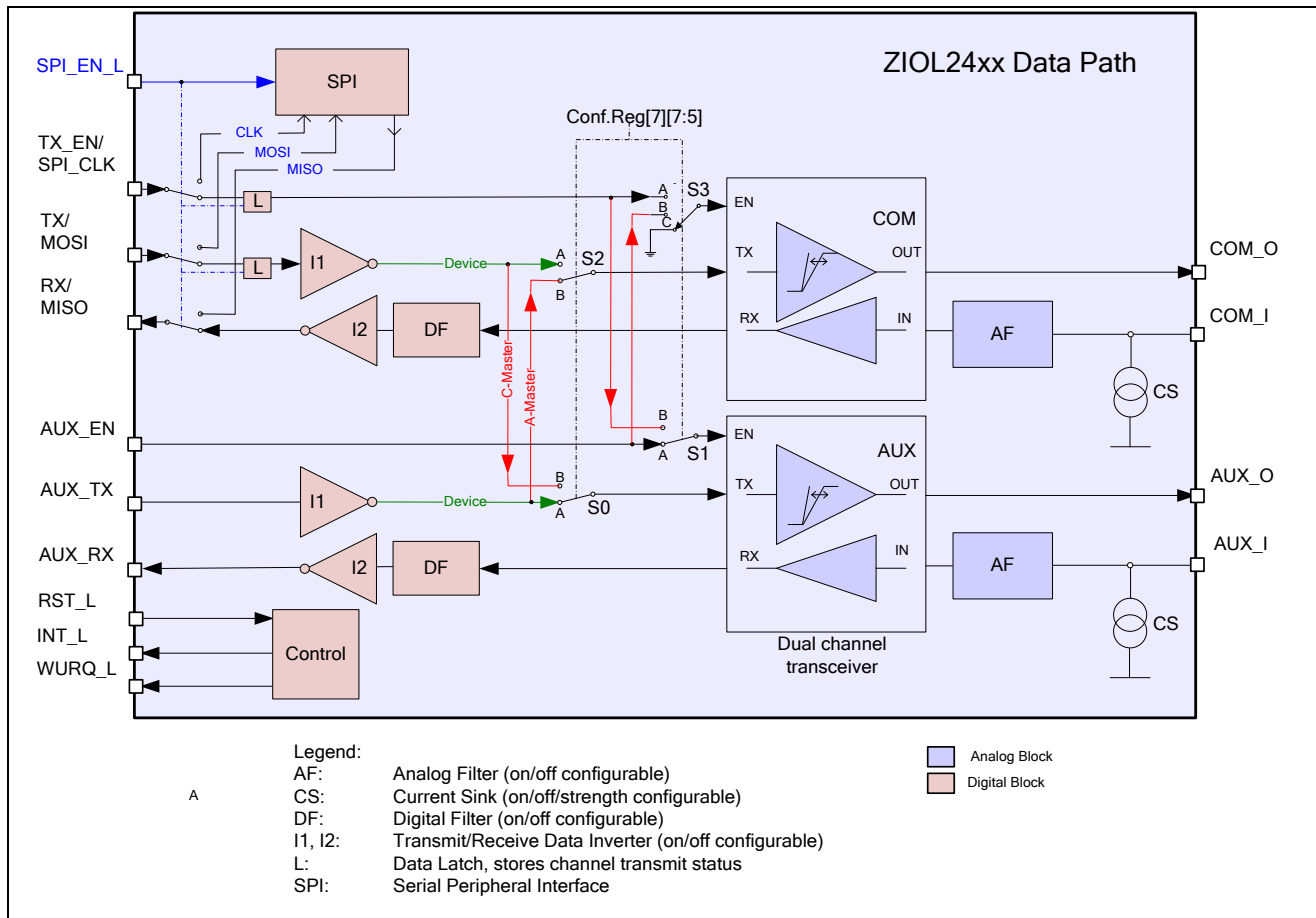 ZIOL24xx Data Path
SPI_EN_L
SPI
Conf.Reg[7][7:5]
CLK
MOSI
MISO
TX_EN/
SPI_CLK
L
A
B
C
S3
EN
COM
TX/
MOSI
L
I1
Device
A
B
S2
TX
OUT
COM_O
RX/
MISO
I2
DF
RX
IN
AF
COM_I
CS
C-Master
A-Master
AUX_EN
B
A
S1
EN
AUX
AUX_TX
I1
Device
B
A
S0
TX
OUT
AUX_O
AUX_RX
I2
DF
RX
IN
AF
AUX_I
CS
RST_L
INT_L
WURQ_L
Control
Dual channel
transceiver
Legend:
AF: Analog Filter (on/off configurable)
A
CS: Current Sink (on/off/strength configurable)
DF: Digital Filter (on/off configurable)
I1, I2: Transmit/Receive Data Inverter (on/off configurable)
L: Data Latch, stores channel transmit status
SPI: Serial Peripheral Interface
Analog Block
Digital Block